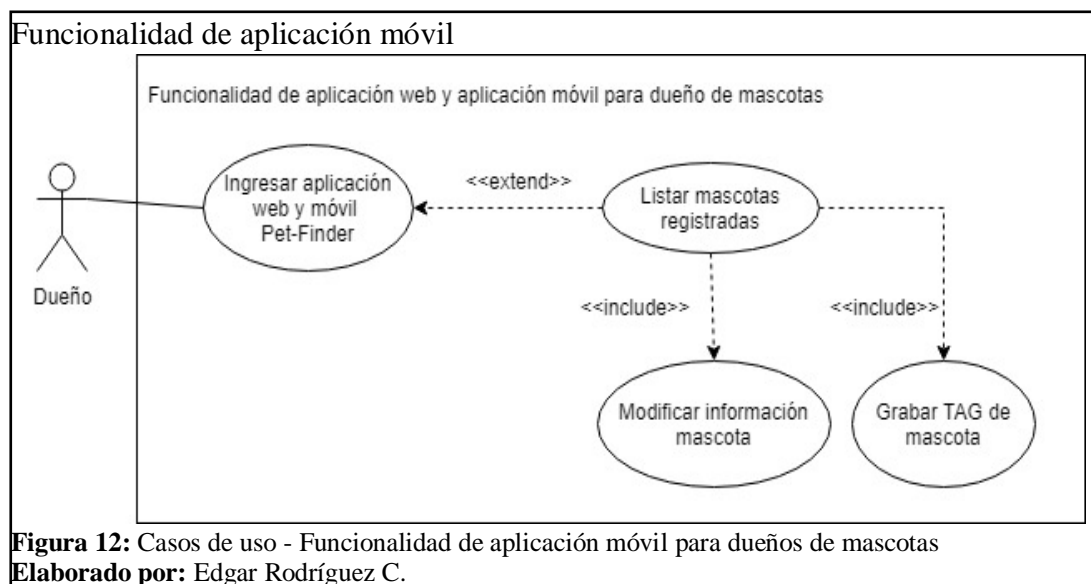 Funcionalidad de aplicación móvil
Funcionalidad de aplicación web y aplicación móvil para dueño de mascotas
Dueño
Ingresar aplicación
web y móvil
Pet-Finder
<<extend>>
Listar mascotas
registradas
<<include>>
<<include>>
Modificar información
mascota
Grabar TAG de
mascota
Figura 12: Casos de uso - Funcionalidad de aplicación móvil para dueños de mascotas
Elaborado por: Edgar Rodríguez C.